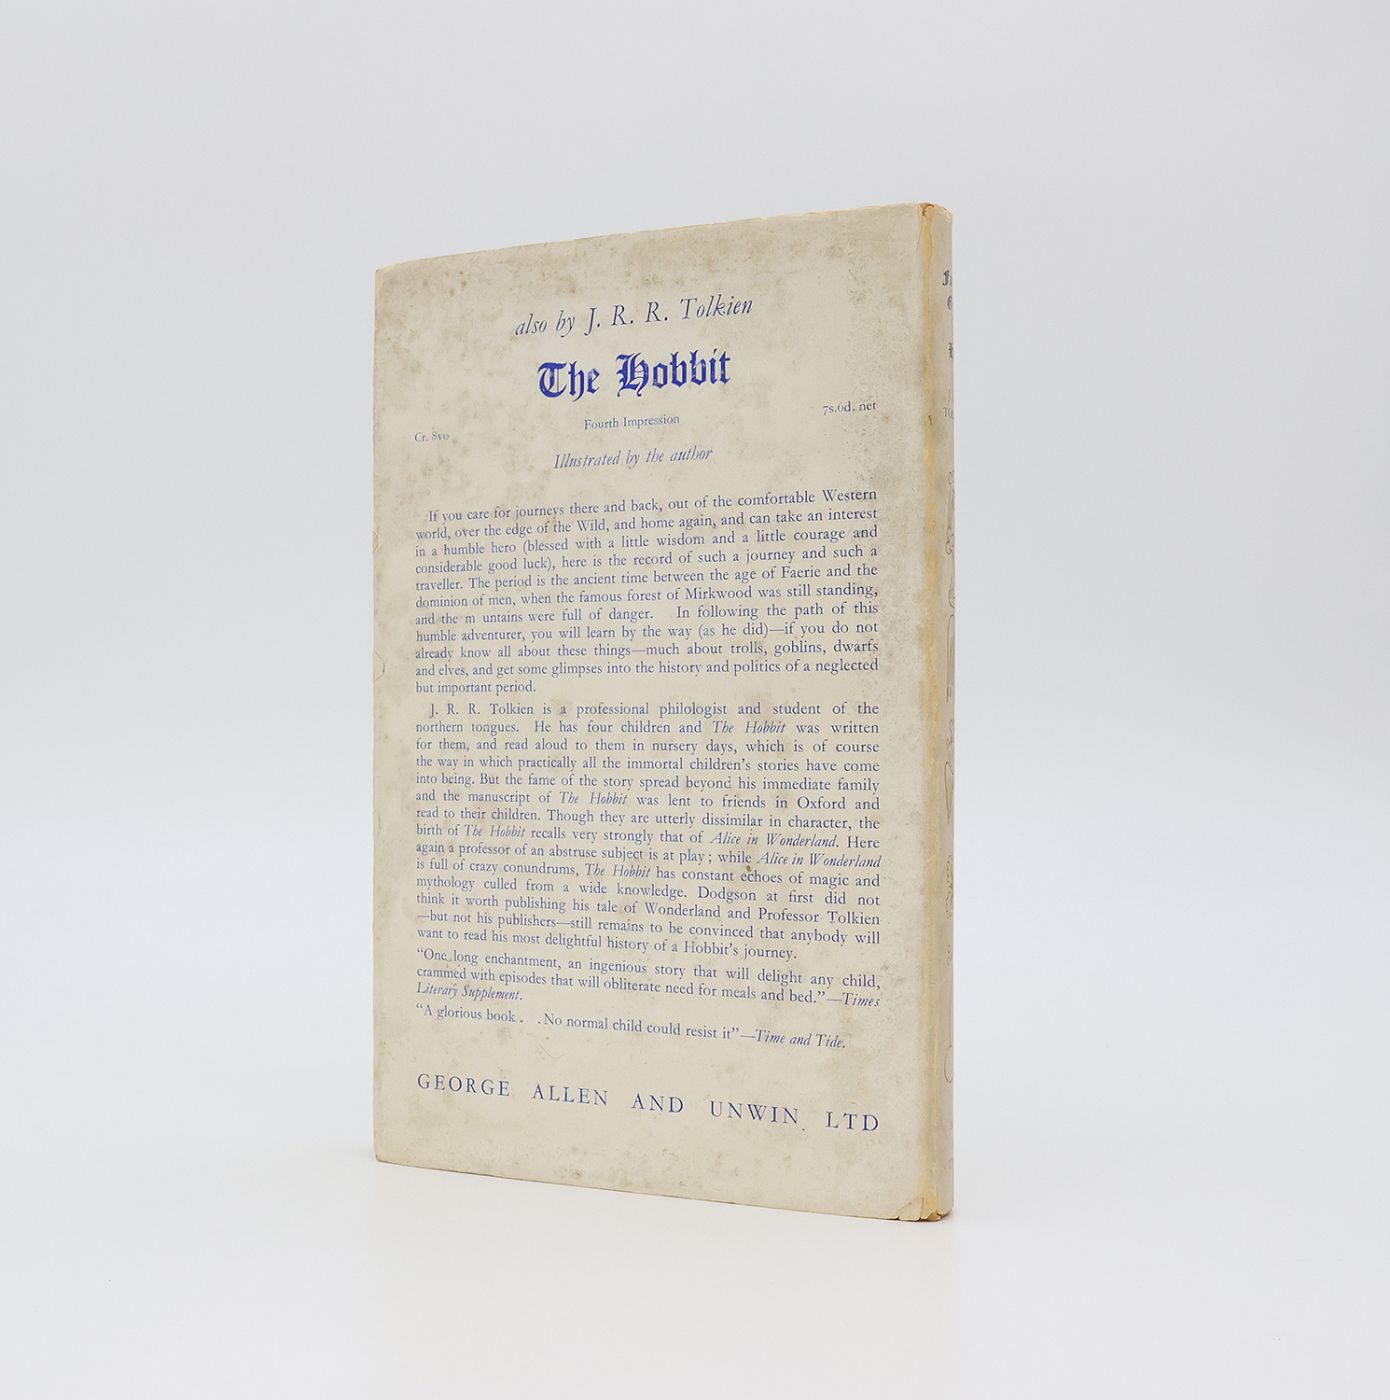 also by J. R. R. Tolkien
The Hobbit
Fourth Impression
Cr. 8vo 7s.6d. net
Illustrated by the author
If you care for journeys there and back, out of the comfortable Western
world, over the edge of the Wild, and home again, and can take an interest
in a humble hero (blessed with a little wisdom and a little courage and
considerable good luck), here is the record of such a journey and such a
traveller. The period is the ancient time between the age of Faerie and the
dominion of men, when the famous forest of Mirkwood was still standing,
and the m untains were full of danger. In following the path of this
humble adventurer, you will learn by the way (as he did)—if you do not
already know all about these things—much about trolls, goblins, dwarfs
and elves, and get some glimpses into the history and politics of a neglected
but important period.
J. R. R. Tolkien is a professional philologist and student of the
northern tongues. He has four children and The Hobbit was written
for them, and read aloud to them in nursery days, which is of course
the way in which practically all the immortal children's stories have come
into being. But the fame of the story spread beyond his immediate family
and the manuscript of The Hobbit was lent to friends in Oxford and
read to their children. Though they are utterly dissimilar in character, the
birth of The Hobbit recalls very strongly that of Alice in Wonderland. Here
again a professor of an abstruse subject is at play; while Alice in Wonderland
is full of crazy conundrums, The Hobbit has constant echoes of magic and
mythology culled from a wide knowledge. Dodgson at first did not
think it worth publishing his tale of Wonderland and Professor Tolkien
—but not his publishers—still remains to be convinced that anybody will
want to read his most delightful history of a Hobbit's journey.
"One long enchantment, an ingenious story that will delight any child,
crammed with episodes that will obliterate need for meals and bed."—Times
Literary Supplement.
"A glorious book . . No normal child could resist it"—Time and Tide.
GEORGE ALLEN AND UNWIN LTD